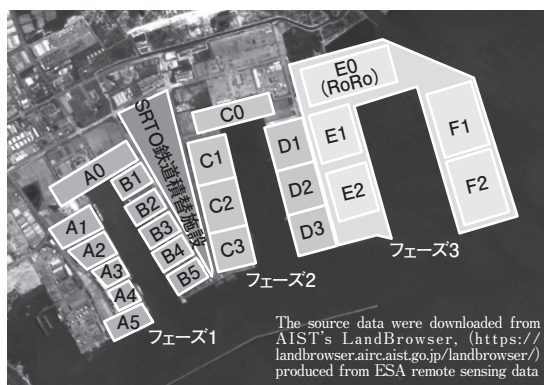 E0
(RoRo)
SRTO鉄道積替施設
C0
F1
D1
E1
C1
A0
B1
D2
F2
E2
B2
C2
A1
B3
D3
A2
C3
B4
A3
フェーズ3
B5
フェーズ2
A4
A5
フェーズ1
The source data were downloaded from
AIST's LandBrowser, (https://
landbrowser.airc.aist.go.jp/landbrowser/)
produced from ESA remote sensing data